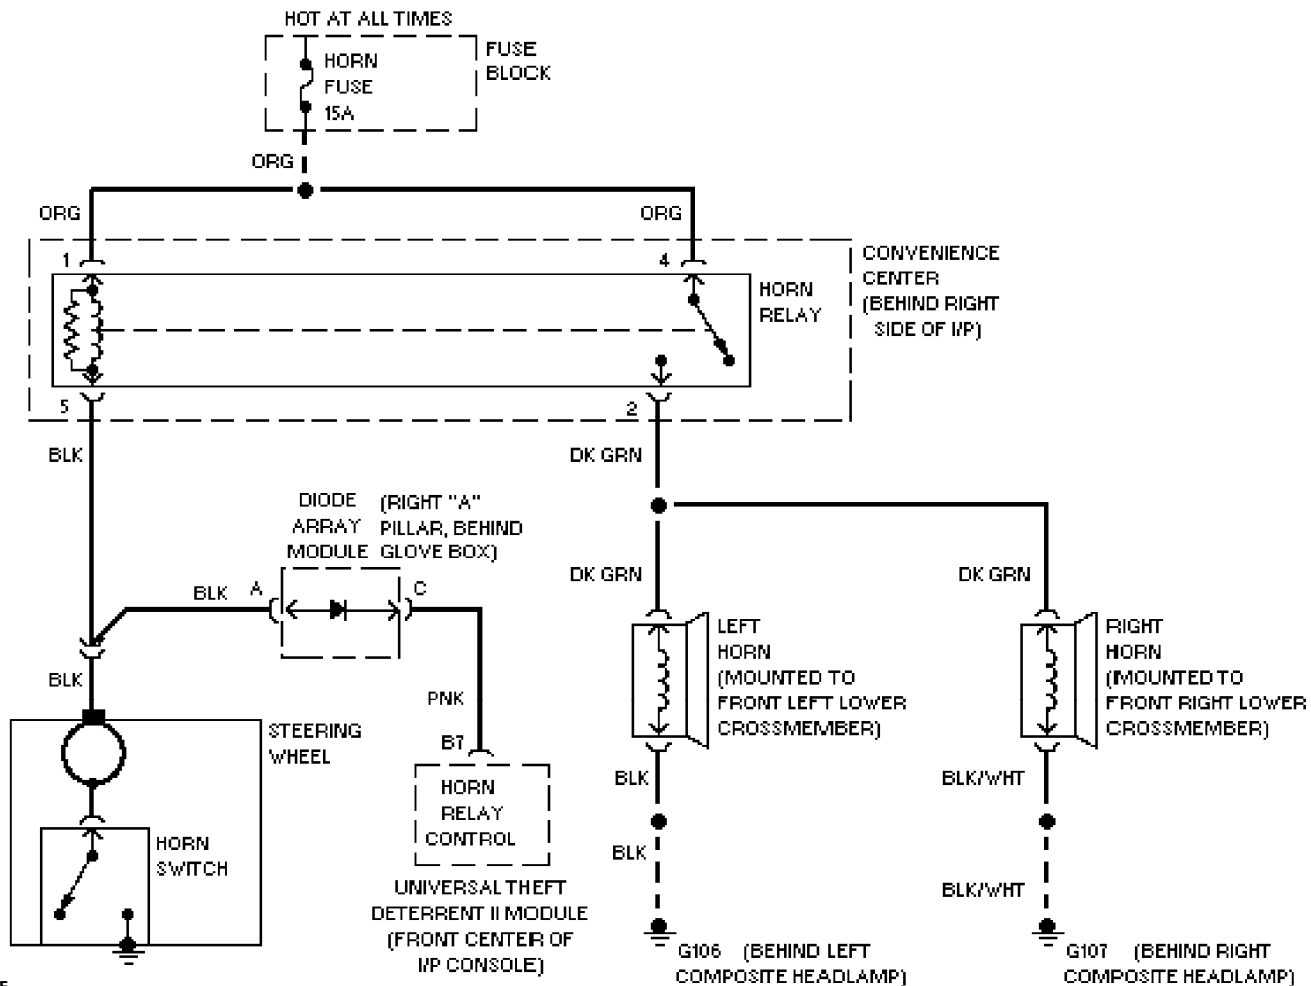 HOT AT ALL TIMES
HORN
FUSE
15A
FUSE
BLOCK
ORG
ORG
ORG
1
4
CONVENIENCE
CENTER
(BEHIND RIGHT
SIDE OF I/P)
HORN
RELAY
5
2
BLK
DK GRN
DIODE
ARRAY
MODULE
(RIGHT "A"
PILLAR, BEHIND
GLOVE BOX)
BLK
A
C
DK GRN
DK GRN
LEFT
HORN
(MOUNTED TO
FRONT LEFT LOWER
CROSSMEMBER)
RIGHT
HORN
(MOUNTED TO
FRONT RIGHT LOWER
CROSSMEMBER)
BLK
PNK
B7
STEERING
WHEEL
HORN
RELAY
CONTROL
BLK
BLK/WHT
HORN
SWITCH
BLK
BLK/WHT
UNIVERSAL THEFT
DETERRENT II MODULE
(FRONT CENTER OF
I/P CONSOLE)
G106 (BEHIND LEFT
COMPOSITE HEADLAMP)
G107 (BEHIND RIGHT
COMPOSITE HEADLAMP)